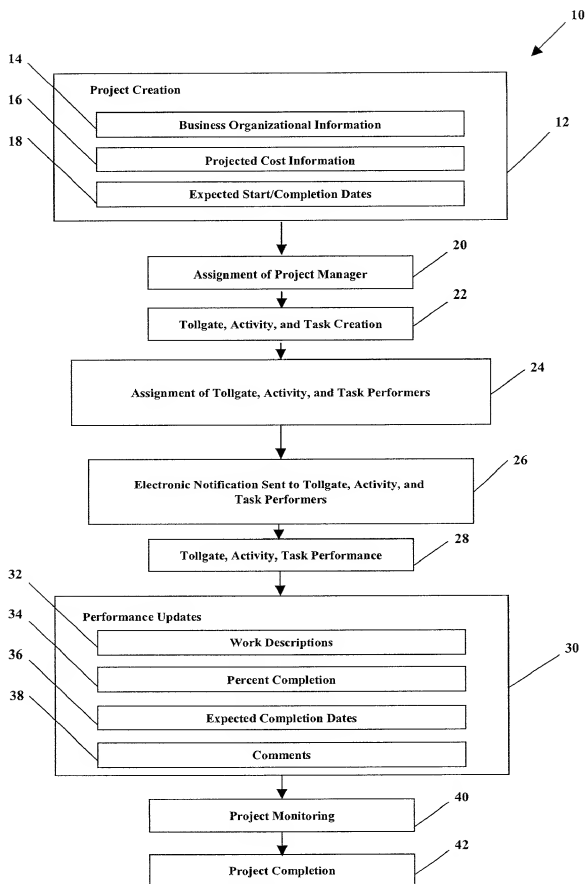 10
14
Project Creation
16
Business Organizational Information
18
Projected Cost Information
12
Expected Start/Completion Dates
20
Assignment of Project Manager
22
Tollgate, Activity, and Task Creation
24
Assignment of Tollgate, Activity, and Task Performers
26
Electronic Notification Sent to Tollgate, Activity, and
Task Performers
28
Tollgate, Activity, Task Performance
32
Performance Updates
34
Work Descriptions
36
Percent Completion
30
38
Expected Completion Dates
Comments
40
Project Monitoring
42
Project Completion